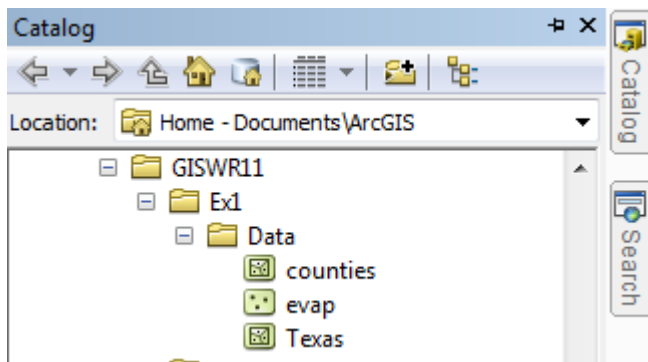 Catalog
Location: Home - Documents\ArcGIS
GISWR11
Ex1
Data
counties
evap
Texas
Catalog
Search